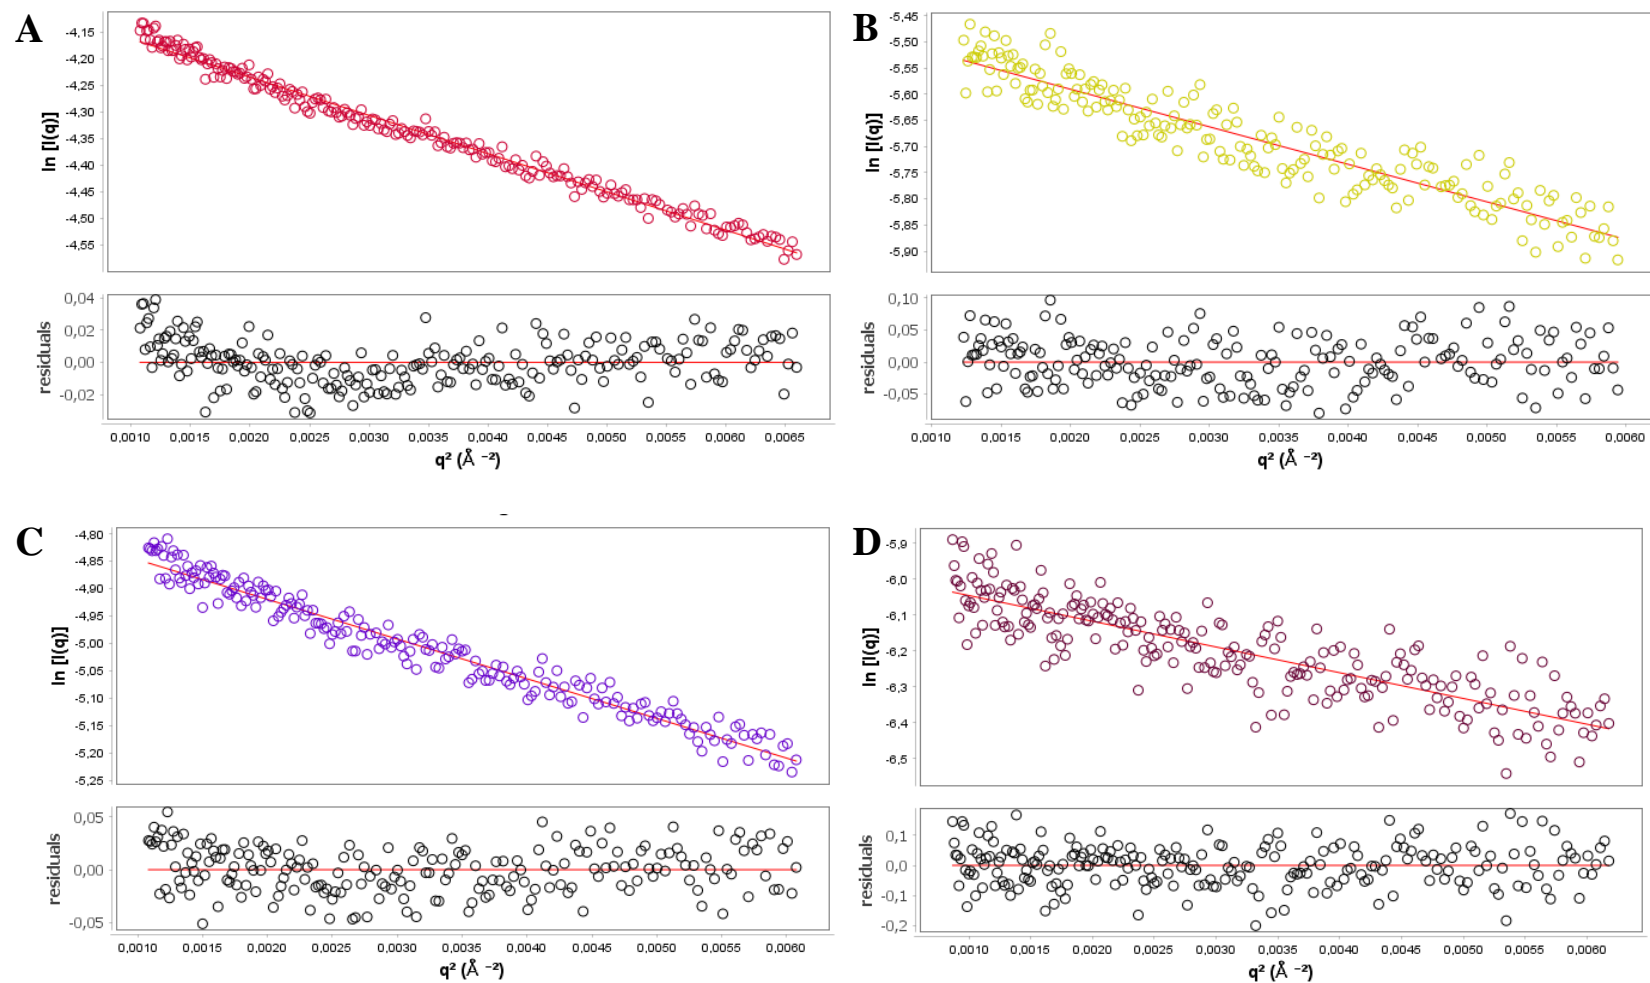 A
-4,15
-4,20
-4,25
-4,30
-4,35
-4,40
-4,45
-4,50
-4,55
ln [I(q)]
0,04
0,02
0,00
-0,02
residuals
0,0010 0,0015 0,0020 0,0025 0,0030 0,0035 0,0040 0,0045 0,0050 0,0055 0,0060 0,0065
q² (Å ⁻²)
B
-5,45
-5,50
-5,55
-5,60
-5,65
-5,70
-5,75
-5,80
-5,85
-5,90
ln [I(q)]
0,10
0,05
0,00
-0,05
residuals
0,0010 0,0015 0,0020 0,0025 0,0030 0,0035 0,0040 0,0045 0,0050 0,0055 0,0060
q² (Å ⁻²)
C
-4,80
-4,85
-4,90
-4,95
-5,00
-5,05
-5,10
-5,15
-5,20
-5,25
ln [I(q)]
0,05
0,00
-0,05
residuals
0,0010 0,0015 0,0020 0,0025 0,0030 0,0035 0,0040 0,0045 0,0050 0,0055 0,0060
q² (Å ⁻²)
D
-5,9
-6,0
-6,1
-6,2
-6,3
-6,4
-6,5
ln [I(q)]
0,1
0,0
-0,1
-0,2
residuals
0,0010 0,0015 0,0020 0,0025 0,0030 0,0035 0,0040 0,0045 0,0050 0,0055 0,0060
q² (Å ⁻²)